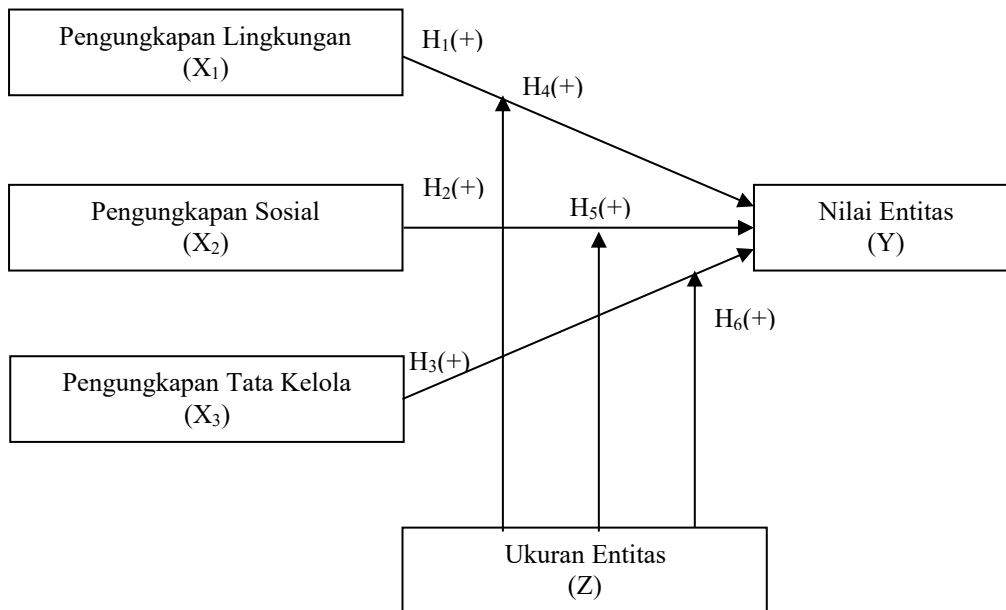 Pengungkapan Lingkungan
(X₁)
H₁(+)
H₄(+)
Pengungkapan Sosial
(X₂)
H₂(+)
H₅(+)
Nilai Entitas
(Y)
H₆(+)
Pengungkapan Tata Kelola
(X₃)
H₃(+)
Ukuran Entitas
(Z)